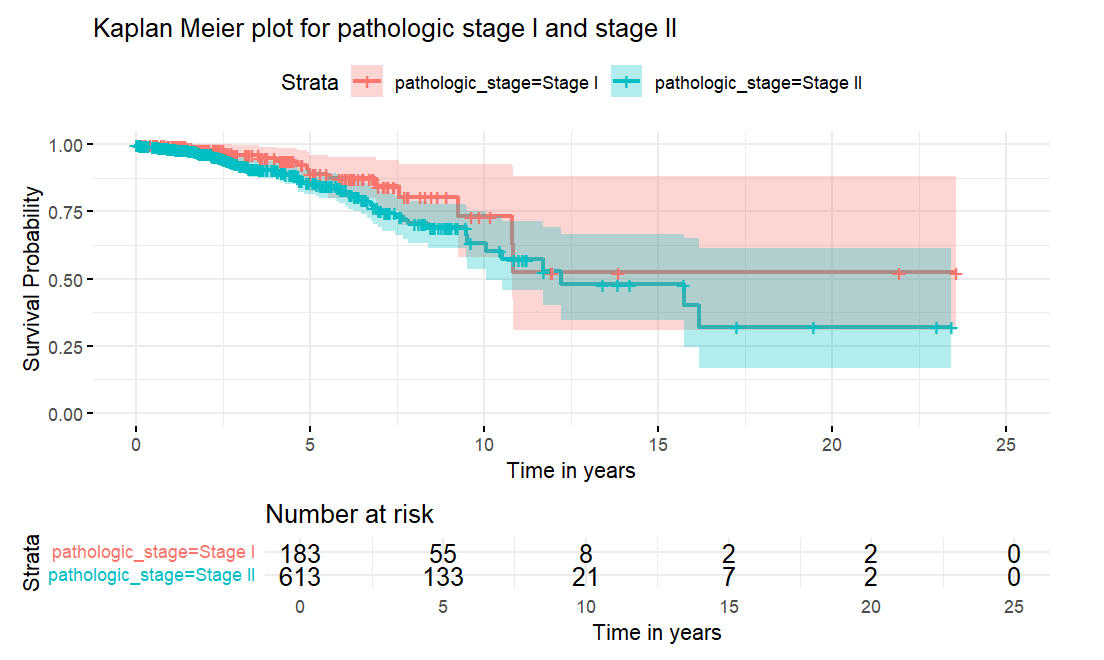 Kaplan Meier plot for pathologic stage I and stage II
Strata pathologic_stage=Stage I pathologic_stage=Stage II
Survival Probability
1.00
0.75
0.50
0.25
0.00
0 5 10 15 20 25
Time in years
Number at risk
Strata
pathologic_stage=Stage I 183 55 8 2 2 0
pathologic_stage=Stage II 613 133 21 7 2 0
0 5 10 15 20 25
Time in years